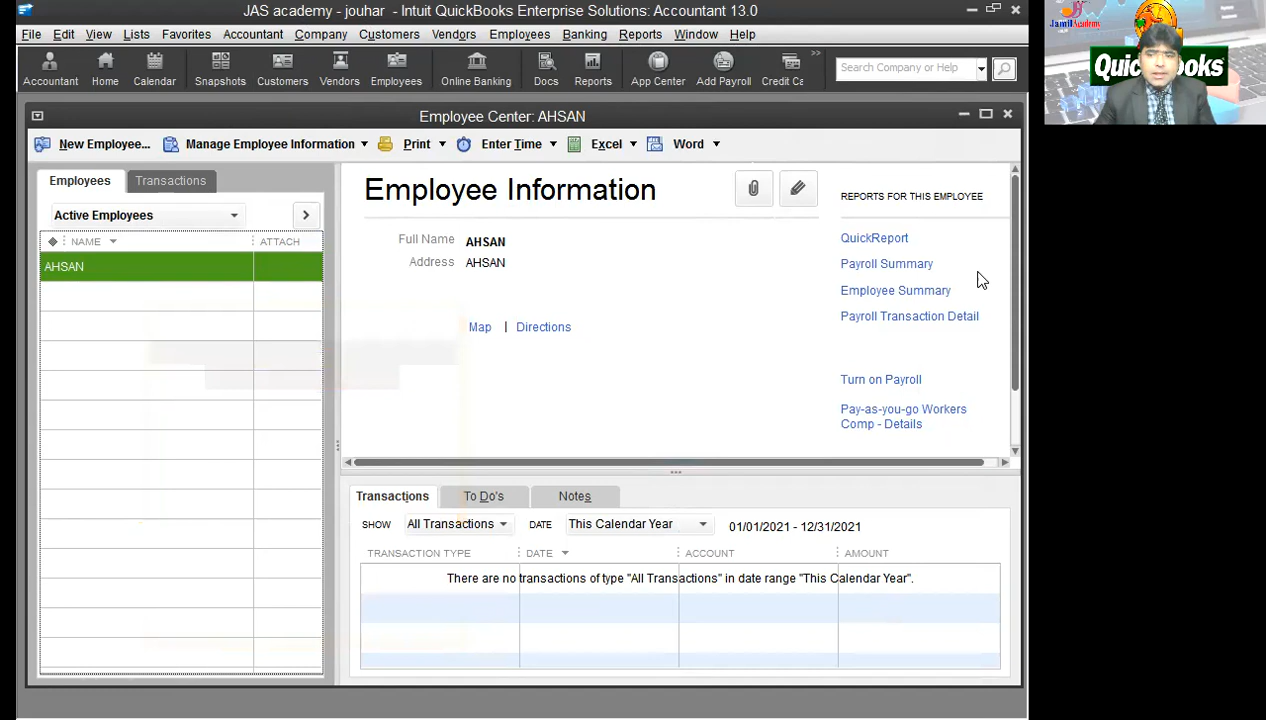 JAS academy - jouhar - Intuit QuickBooks Enterprise Solutions: Accountant 13.0
File Edit View Lists Favorites Accountant Company Customers Vendors Employees Banking Reports Window Help
Accountant Home Calendar Snapshots Customers Vendors Employees Online Banking Docs Reports App Center Add Payroll Credit Ca
Search Company or Help
Jamil Academy
QuickBooks
Employee Center: AHSAN
New Employee... Manage Employee Information Print Enter Time Excel Word
Employees Transactions
Active Employees
NAME ATTACH
AHSAN
Employee Information
Full Name AHSAN
Address AHSAN
Map | Directions
REPORTS FOR THIS EMPLOYEE
QuickReport
Payroll Summary
Employee Summary
Payroll Transaction Detail
Turn on Payroll
Pay-as-you-go Workers
Comp - Details
Transactions To Do's Notes
SHOW All Transactions DATE This Calendar Year 01/01/2021 - 12/31/2021
TRANSACTION TYPE DATE ACCOUNT AMOUNT
There are no transactions of type "All Transactions" in date range "This Calendar Year".